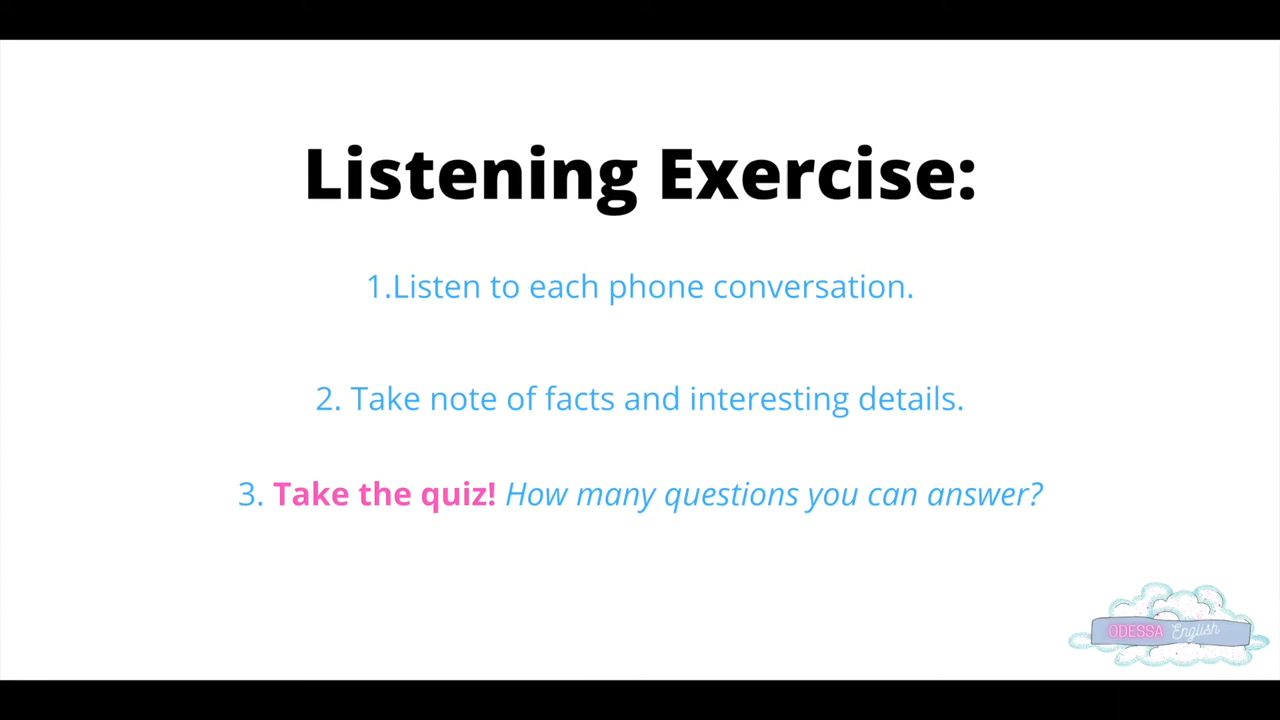 Listening Exercise:
1.Listen to each phone conversation.
2. Take note of facts and interesting details.
3. Take the quiz! How many questions you can answer?
ODESSA English